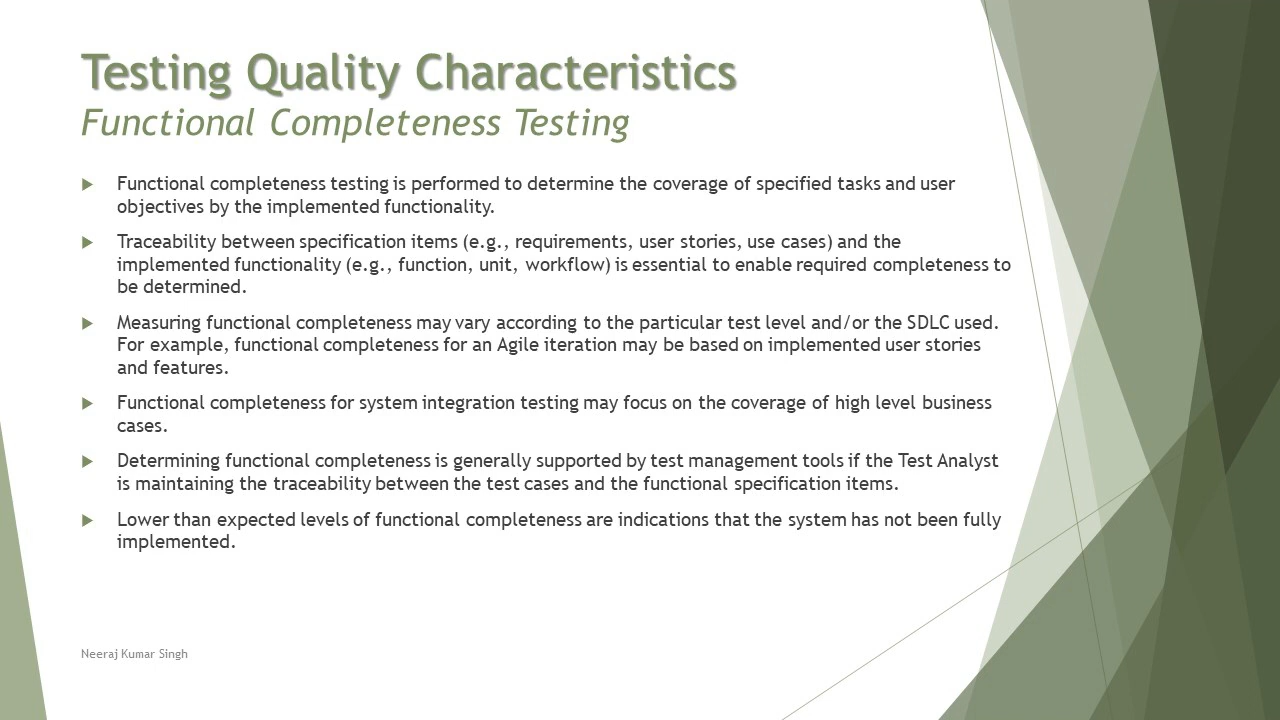 Testing Quality Characteristics
Functional Completeness Testing
Functional completeness testing is performed to determine the coverage of specified tasks and user
objectives by the implemented functionality.
Traceability between specification items (e.g., requirements, user stories, use cases) and the
implemented functionality (e.g., function, unit, workflow) is essential to enable required completeness to
be determined.
Measuring functional completeness may vary according to the particular test level and/or the SDLC used.
For example, functional completeness for an Agile iteration may be based on implemented user stories
and features.
Functional completeness for system integration testing may focus on the coverage of high level business
cases.
Determining functional completeness is generally supported by test management tools if the Test Analyst
is maintaining the traceability between the test cases and the functional specification items.
Lower than expected levels of functional completeness are indications that the system has not been fully
implemented.
Neeraj Kumar Singh